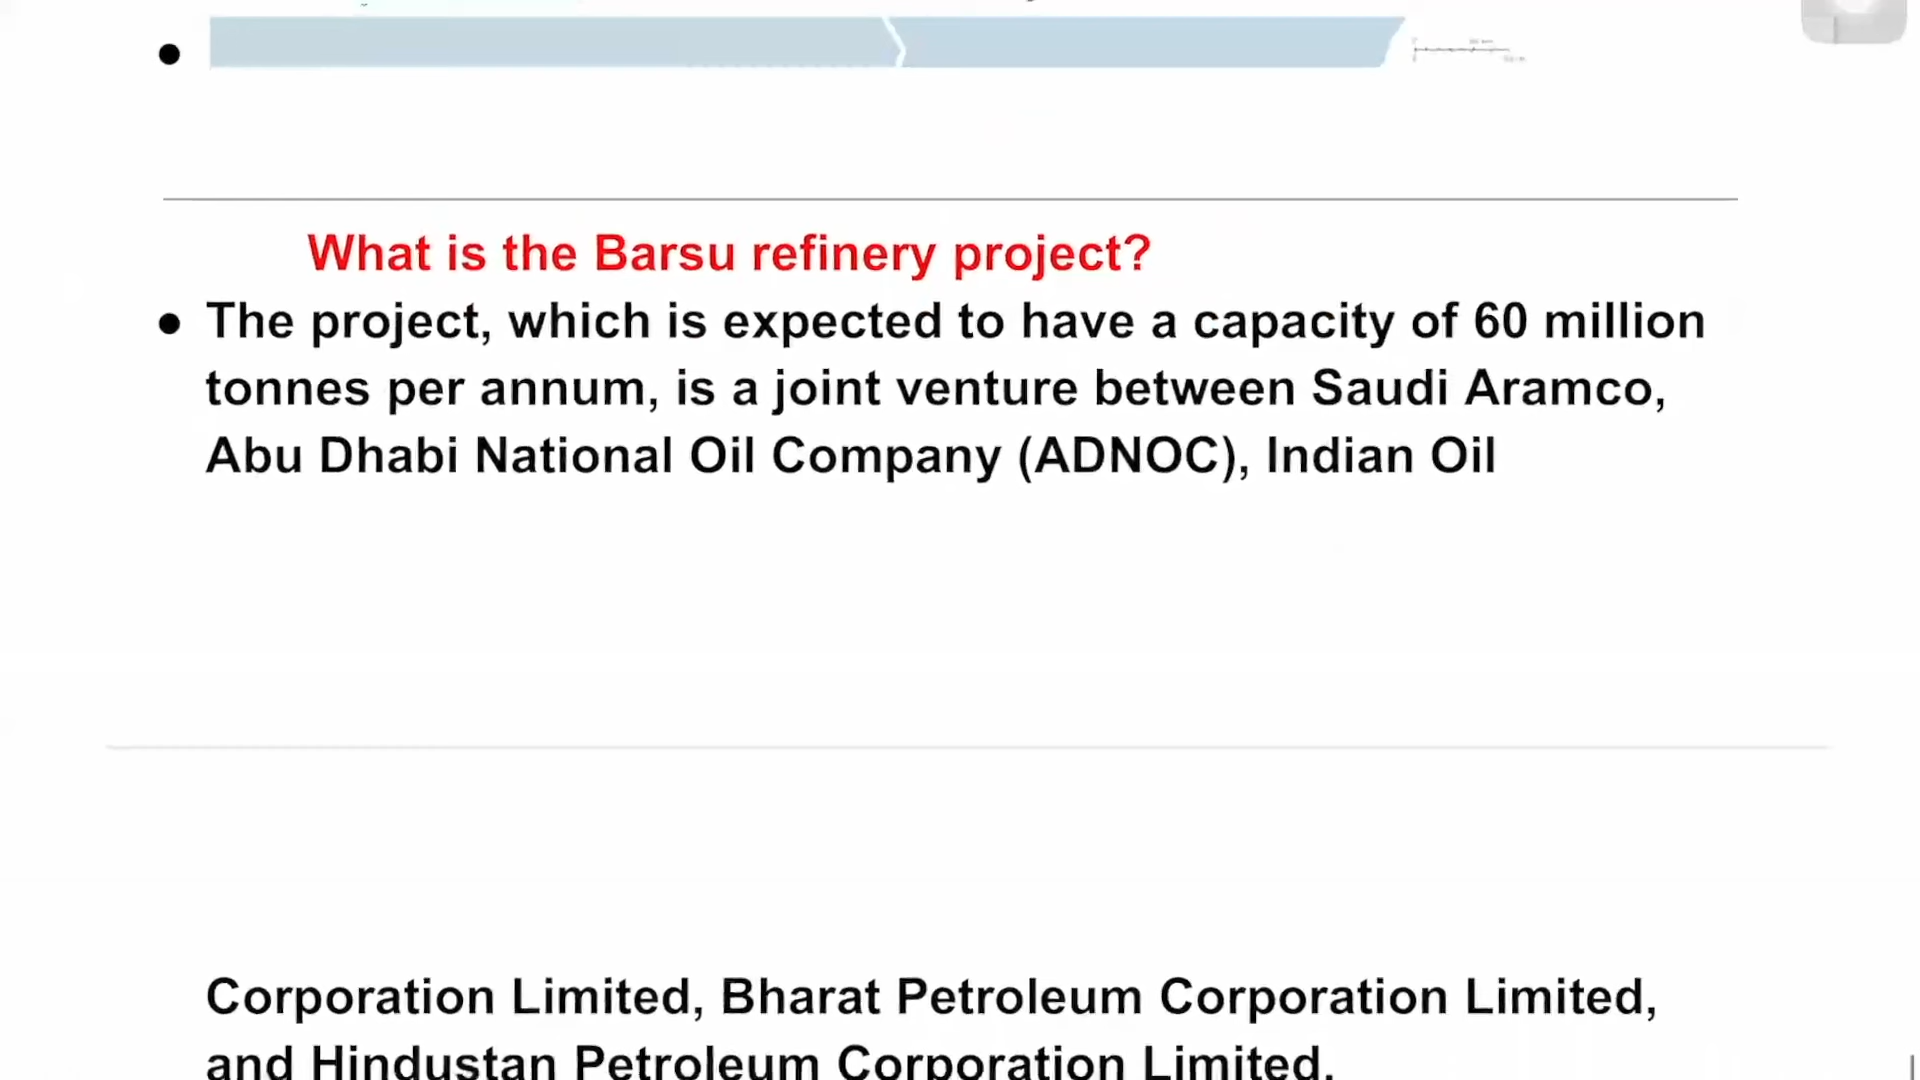 What is the Barsu refinery project?
● The project, which is expected to have a capacity of 60 million
tonnes per annum, is a joint venture between Saudi Aramco,
Abu Dhabi National Oil Company (ADNOC), Indian Oil
Corporation Limited, Bharat Petroleum Corporation Limited,
and Hindustan Petroleum Corporation Limited.